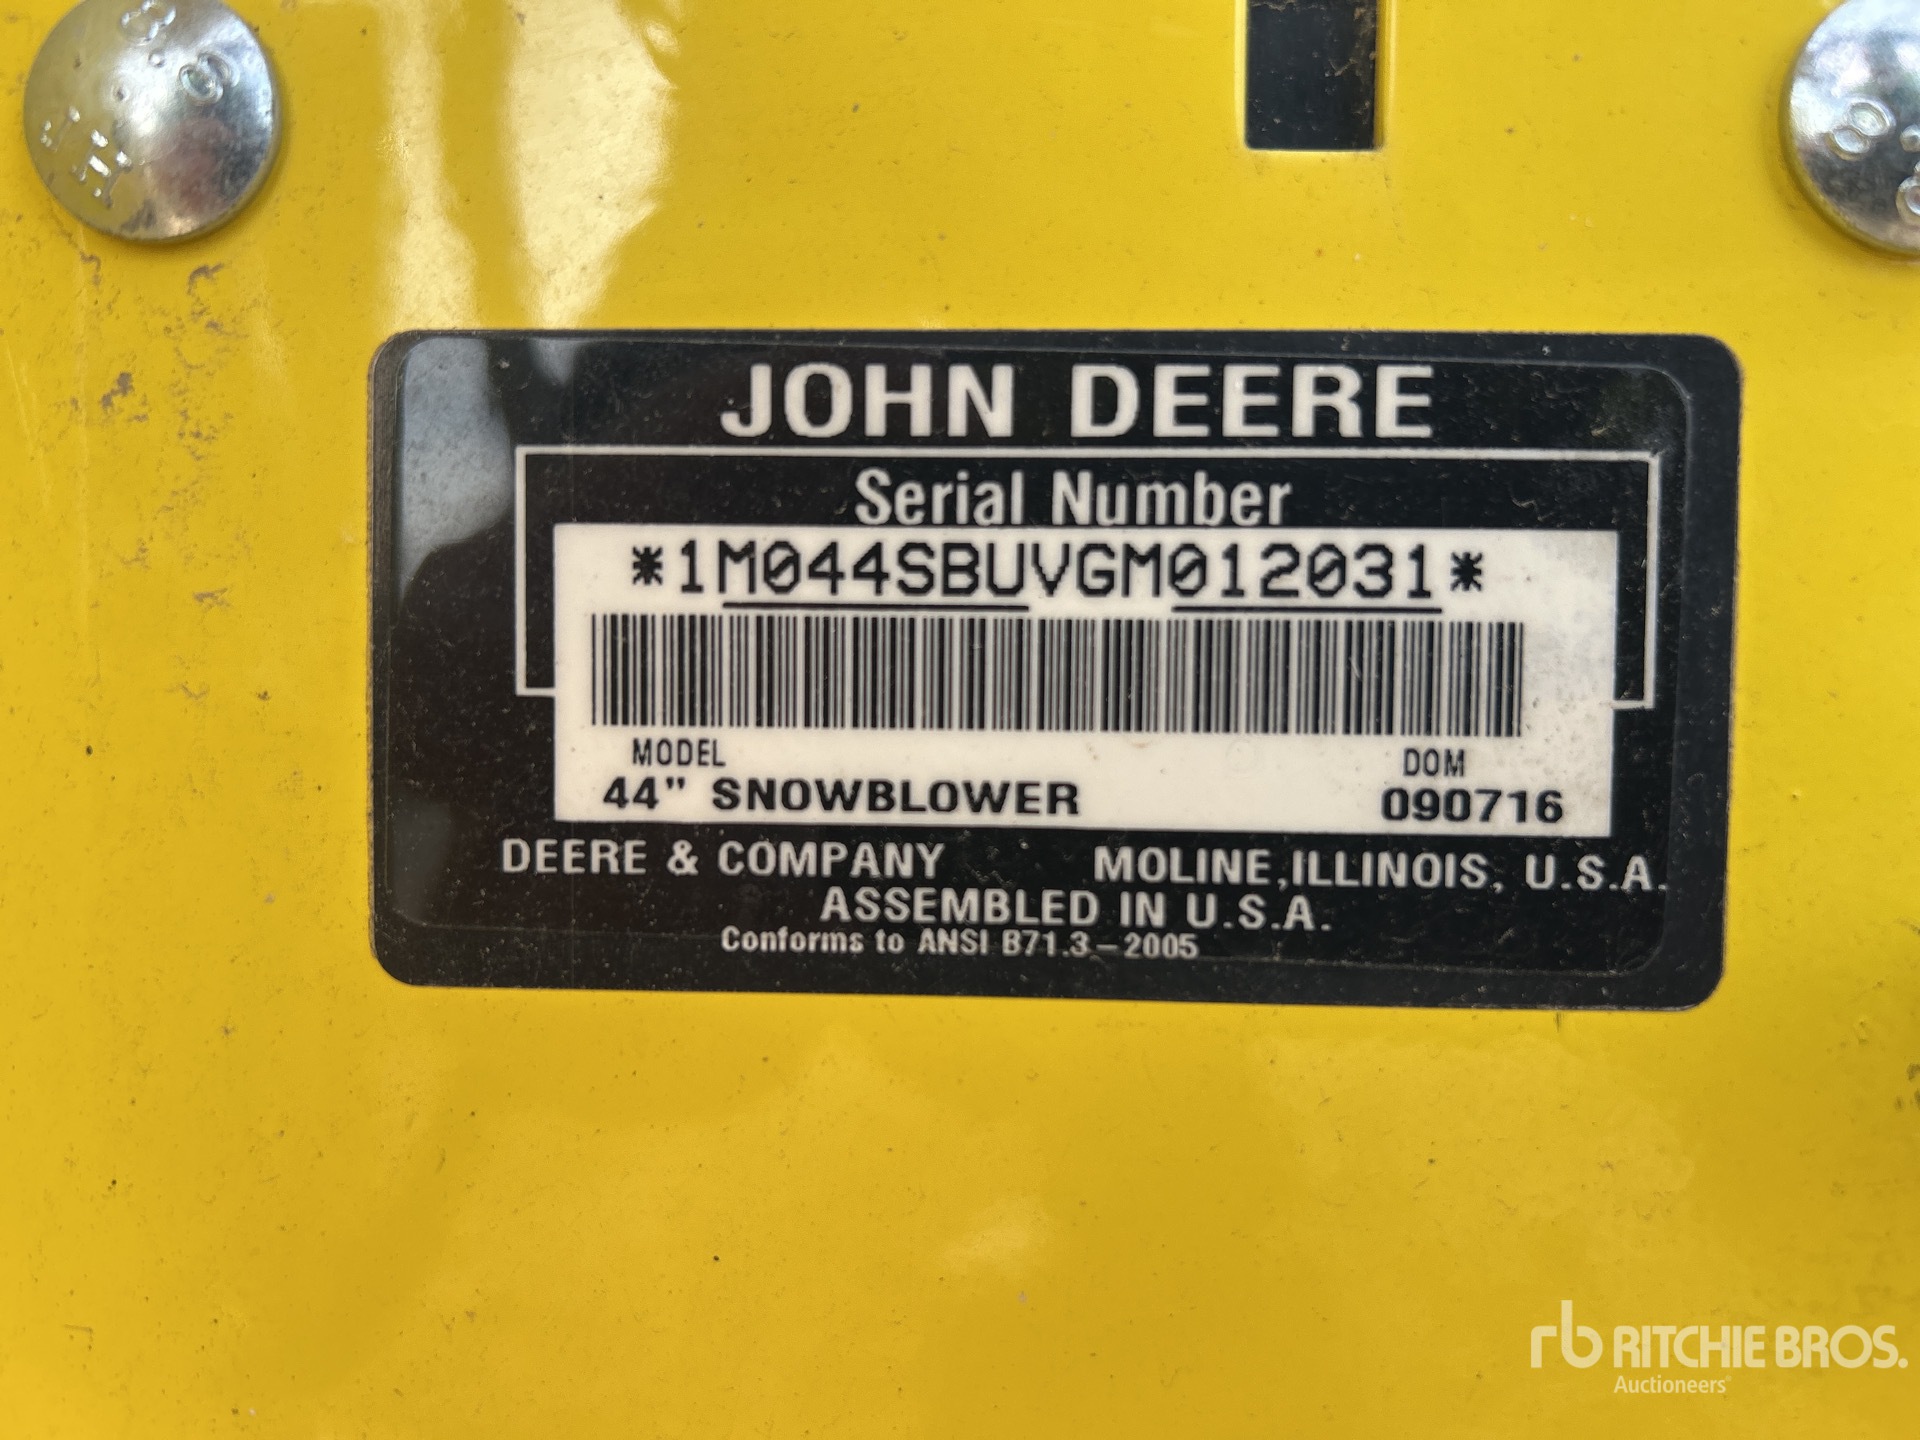 JOHN DEERE
Serial Number
*1M044SBUVGM012031*
MODEL DOM
44" SNOWBLOWER 090716
DEERE & COMPANY MOLINE, ILLINOIS, U.S.A.
ASSEMBLED IN U.S.A.
Conforms to ANSI B71.3-2005
rb RITCHIE BROS.
Auctioneers